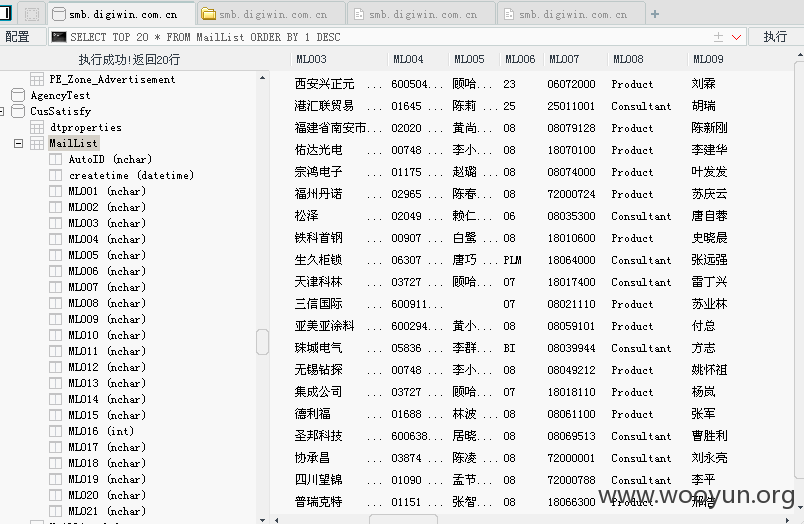 smb.digiwin.com.cn smb.digiwin.com.cn smb.digiwin.com.cn smb.digiwin.com.cn +
配置 SELECT TOP 20 * FROM MailList ORDER BY 1 DESC 执行
执行成功!返回20行
PE_Zone_Advertisement
AgencyTest
CusSatisfy
dtproperties
MailList
AutoID (nchar)
createtime (datetime)
ML001 (nchar)
ML002 (nchar)
ML003 (nchar)
ML004 (nchar)
ML005 (nchar)
ML006 (nchar)
ML007 (nchar)
ML008 (nchar)
ML009 (nchar)
ML010 (nchar)
ML011 (nchar)
ML012 (nchar)
ML013 (nchar)
ML014 (nchar)
ML015 (nchar)
ML016 (int)
ML017 (nchar)
ML018 (nchar)
ML019 (nchar)
ML020 (nchar)
ML021 (nchar)
ML003 ML004 ML005 ML006 ML007 ML008 ML009
西安兴正元 ... 600504... 顾哈... 23 06072000 Product 刘霖
港汇联贸易 ... 01645 ... 陈莉 ... 25 25011001 Consultant 胡瑞
福建省南安市... 02020 ... 黄尚... 08 08079128 Product 陈新刚
佑达光电 ... 00748 ... 李小... 08 18070100 Product 李建华
宗鸿电子 ... 01175 ... 赵璐 ... 08 08074000 Product 叶发发
福州丹诺 ... 02965 ... 陈春... 08 72000724 Product 苏庆云
松泽 ... 02049 ... 赖仁... 06 08035300 Consultant 唐自蓉
铁科首钢 ... 00907 ... 白鹭 ... 08 18010600 Product 史晓晨
生久柜锁 ... 06307 ... 唐巧 ... PLM 18064000 Consultant 张远强
天津科林 ... 03727 ... 顾哈... 07 18017400 Consultant 雷丁兴
三信国际 ... 600911... 07 08021110 Product 苏业林
亚美亚涂料 ... 600294... 黄小... 08 08059101 Product 付总
珠城电气 ... 05836 ... 李群... BI 08039944 Consultant 方志
无锡钻探 ... 00748 ... 李小... 08 08049212 Product 姚怀祖
集成公司 ... 03727 ... 顾哈... 07 18018110 Product 杨岚
德利福 ... 01688 ... 林波 ... 08 08061100 Product 张军
圣邦科技 ... 600638... 居晓... 08 08069513 Consultant 曹胜利
协承昌 ... 03874 ... 陈凌 ... 08 72000001 Consultant 刘永亮
四川望锦 ... 01090 ... 孟节... 08 72000788 Consultant 李平
普瑞克特 ... 01151 ... 张智... 08 18066300 Product
www.wooyun.org